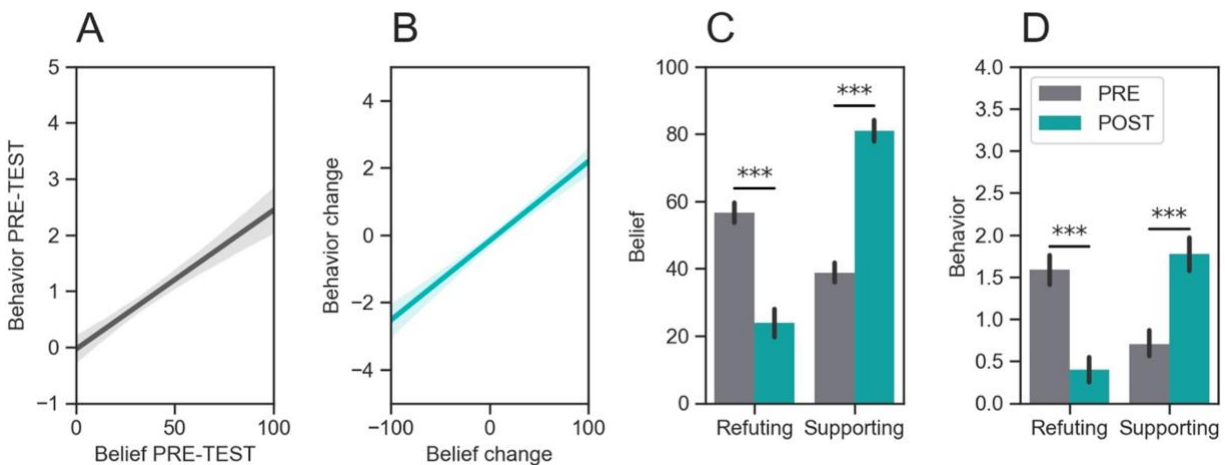 A
Behavior PRE-TEST
5
4
3
2
1
0
−1
0 50 100
Belief PRE-TEST
B
Behavior change
4
2
0
−2
−4
−100 0 100
Belief change
C
Belief
100
80
60
40
20
0
***
***
Refuting Supporting
D
Behavior
4.0
3.5
3.0
2.5
2.0
1.5
1.0
0.5
0.0
PRE
POST
***
***
Refuting Supporting